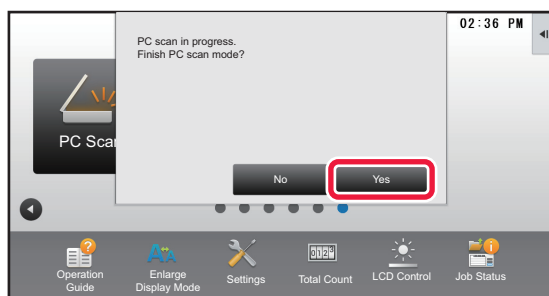 02:36 PM
PC scan in progress.
Finish PC scan mode?
PC Scan
No
Yes
Operation
Guide
Enlarge
Display Mode
Settings
Total Count
LCD Control
Job Status